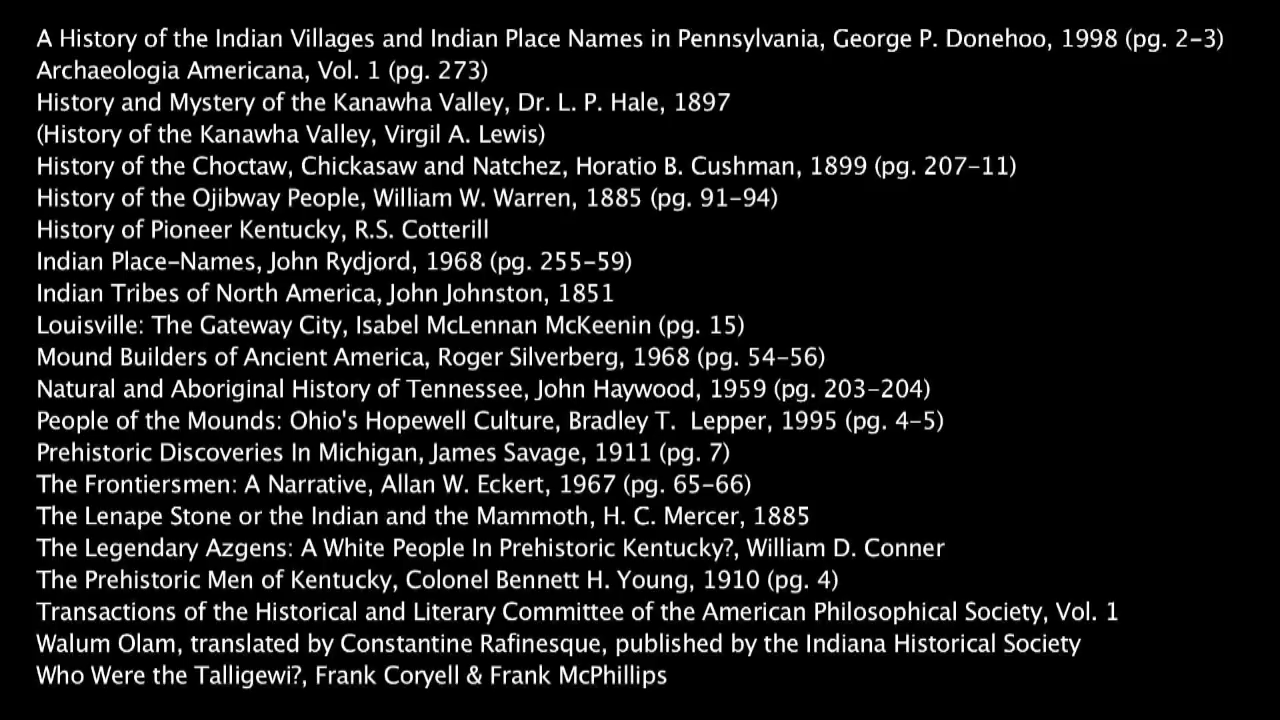 A History of the Indian Villages and Indian Place Names in Pennsylvania, George P. Donehoo, 1998 (pg. 2-3)
Archaeologia Americana, Vol. 1 (pg. 273)
History and Mystery of the Kanawha Valley, Dr. L. P. Hale, 1897
(History of the Kanawha Valley, Virgil A. Lewis)
History of the Choctaw, Chickasaw and Natchez, Horatio B. Cushman, 1899 (pg. 207-11)
History of the Ojibway People, William W. Warren, 1885 (pg. 91-94)
History of Pioneer Kentucky, R.S. Cotterill
Indian Place-Names, John Rydjord, 1968 (pg. 255-59)
Indian Tribes of North America, John Johnston, 1851
Louisville: The Gateway City, Isabel McLennan McKeenin (pg. 15)
Mound Builders of Ancient America, Roger Silverberg, 1968 (pg. 54-56)
Natural and Aboriginal History of Tennessee, John Haywood, 1959 (pg. 203-204)
People of the Mounds: Ohio's Hopewell Culture, Bradley T.  Lepper, 1995 (pg. 4-5)
Prehistoric Discoveries In Michigan, James Savage, 1911 (pg. 7)
The Frontiersmen: A Narrative, Allan W. Eckert, 1967 (pg. 65-66)
The Lenape Stone or the Indian and the Mammoth, H. C. Mercer, 1885
The Legendary Azgens: A White People In Prehistoric Kentucky?, William D. Conner
The Prehistoric Men of Kentucky, Colonel Bennett H. Young, 1910 (pg. 4)
Transactions of the Historical and Literary Committee of the American Philosophical Society, Vol. 1
Walum Olam, translated by Constantine Rafinesque, published by the Indiana Historical Society
Who Were the Talligewi?, Frank Coryell & Frank McPhillips